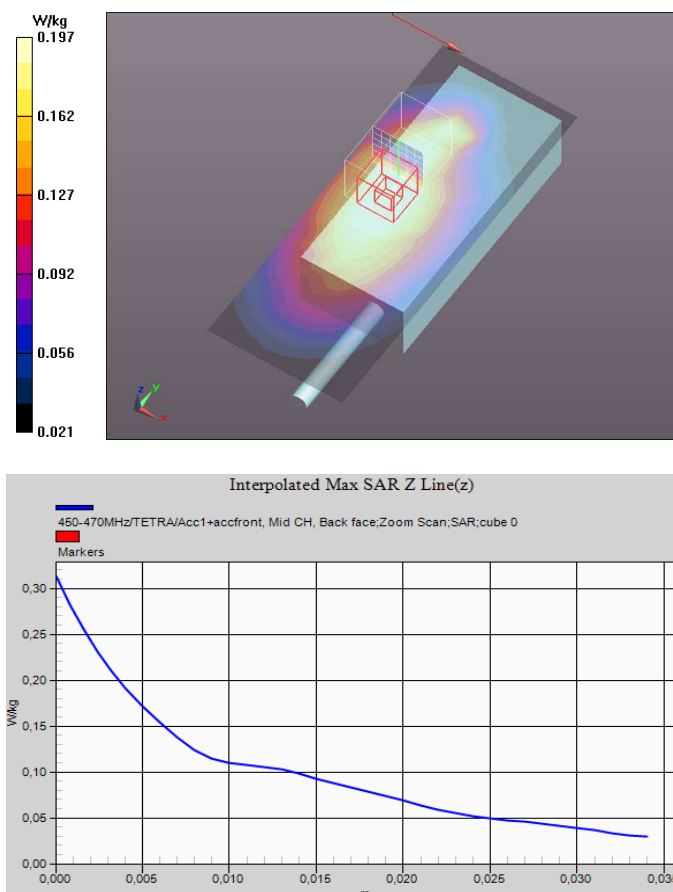 W/kg
0.197
0.162
0.127
0.092
0.056
0.021
z
y
x
Interpolated Max SAR Z Line(z)
450-470MHz/TETRA/Acc1+accfront, Mid CH, Back face;Zoom Scan;SAR;cube 0
Markers
W/kg
0,30
0,25
0,20
0,15
0,10
0,05
0,00
0,000
0,005
0,010
0,015
0,020
0,025
0,030